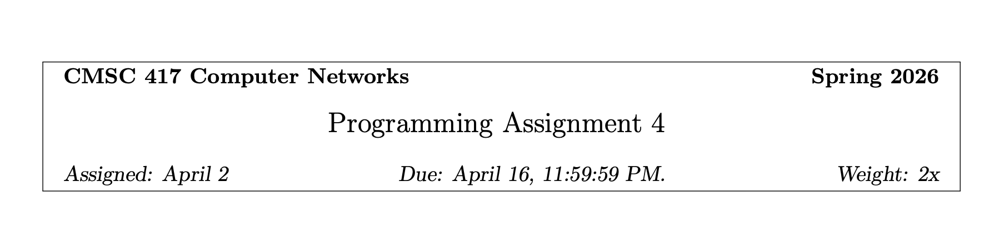 CMSC 417 Computer Networks Spring 2026
Programming Assignment 4
Assigned: April 2 Due: April 16, 11:59:59 PM. Weight: 2x